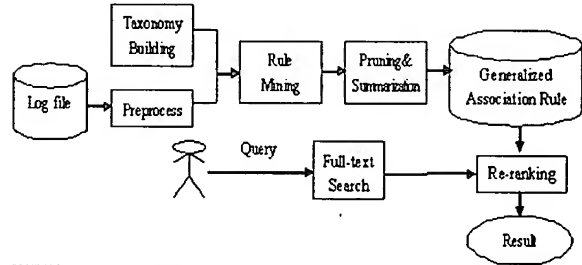 Taxonomy
Building
Log file
Preprocess
Rule
Mining
Pruning&
Summarization
Generalized
Association Rule
Query
Full-text
Search
Re-ranking
Result